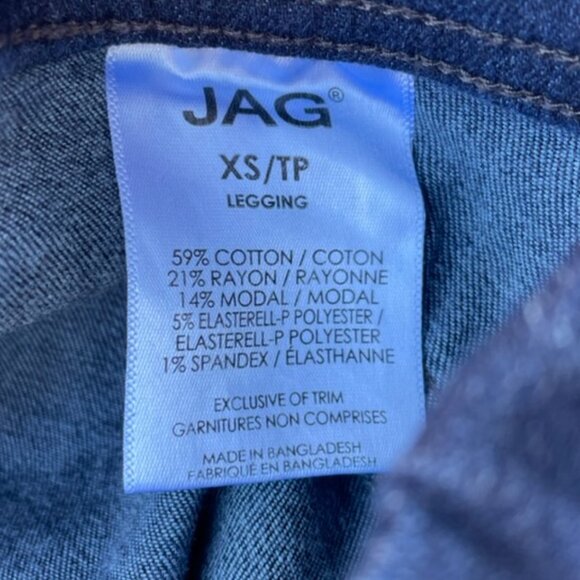 JAG®
XS/TP
LEGGING
59% COTTON / COTON
21% RAYON / RAYONNE
14% MODAL / MODAL
5% ELASTERELL-P POLYESTER /
ELASTERELL-P POLYESTER
1% SPANDEX / ÉLASTHANNE
EXCLUSIVE OF TRIM
GARNITURES NON COMPRISES
MADE IN BANGLADESH
FABRIQUÉ EN BANGLADESH